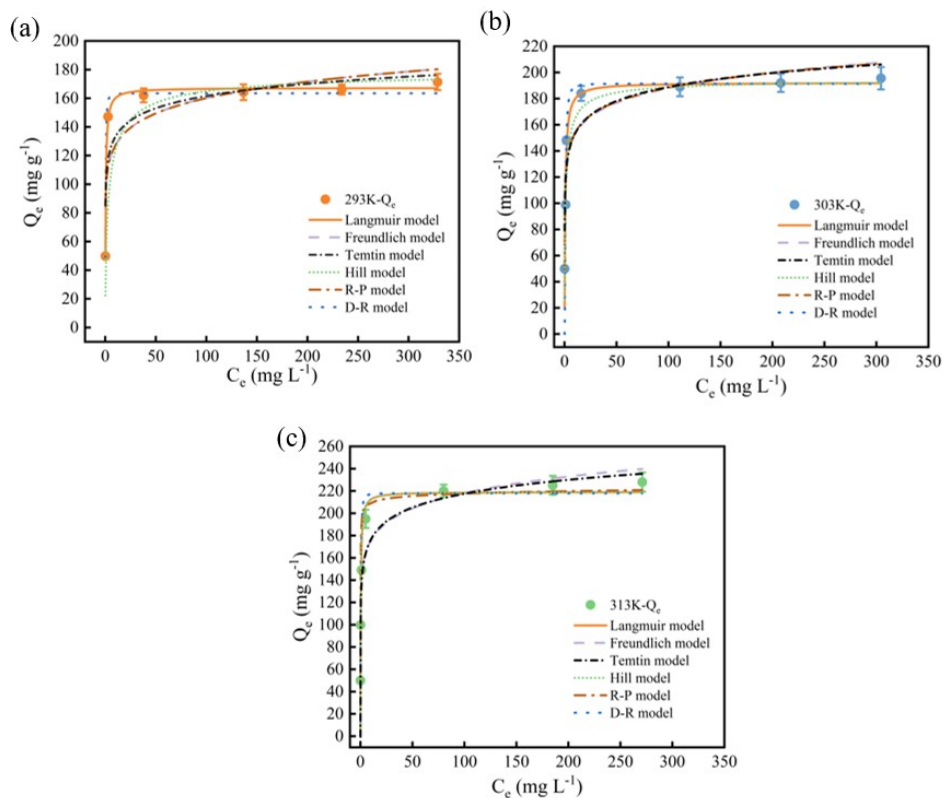 (a)
200
180
160
140
120
100
80
60
40
20
0
Qe (mg g-1)
293K-Qe
Langmuir model
Freundlich model
Temtin model
Hill model
R-P model
D-R model
0 50 100 150 200 250 300 350
Ce (mg L-1)
(b)
220
200
180
160
140
120
100
80
60
40
20
0
Qe (mg g-1)
303K-Qe
Langmuir model
Freundlich model
Temtin model
Hill model
R-P model
D-R model
0 50 100 150 200 250 300 350
Ce (mg L-1)
(c)
260
240
220
200
180
160
140
120
100
80
60
40
20
0
Qe (mg g-1)
313K-Qe
Langmuir model
Freundlich model
Temtin model
Hill model
R-P model
D-R model
0 50 100 150 200 250 300 350
Ce (mg L-1)